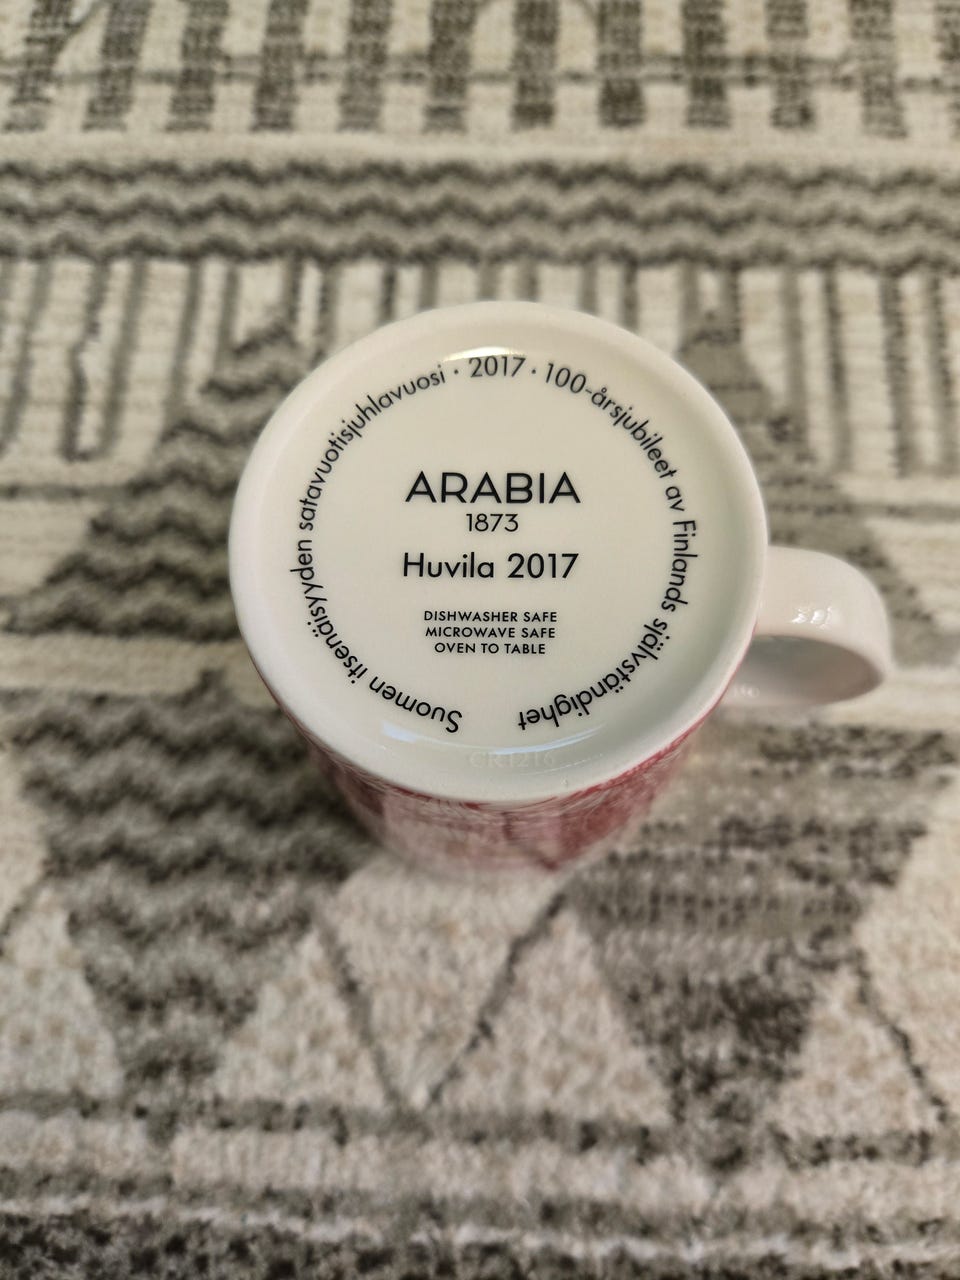 Suomen itsenäisyyden satavuotisjuhlavuosi · 2017 · 100-årsjubileet av Finlands självständighet
ARABIA
1873
Huvila 2017
DISHWASHER SAFE
MICROWAVE SAFE
OVEN TO TABLE